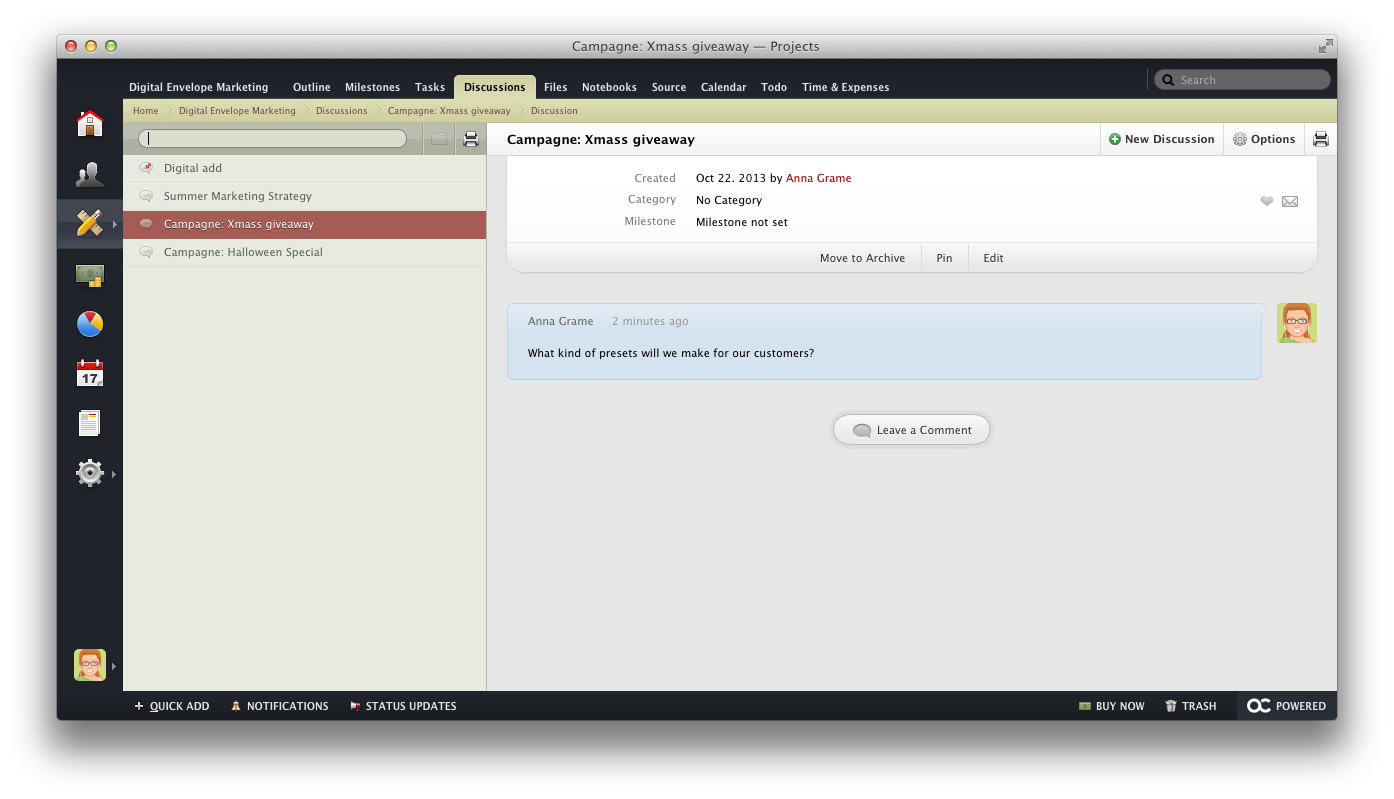 Campagne: Xmass giveaway — Projects
Digital Envelope Marketing Outline Milestones Tasks Discussions Files Notebooks Source Calendar Todo Time & Expenses Search
Home Digital Envelope Marketing Discussions Campagne: Xmass giveaway Discussion
Campagne: Xmass giveaway New Discussion Options
Digital add
Summer Marketing Strategy
Campagne: Xmass giveaway
Campagne: Halloween Special
Created Oct 22. 2013 by Anna Grame
Category No Category
Milestone Milestone not set
Move to Archive Pin Edit
Anna Grame 2 minutes ago
What kind of presets will we make for our customers?
Leave a Comment
17
QUICK ADD NOTIFICATIONS STATUS UPDATES BUY NOW TRASH OC POWERED